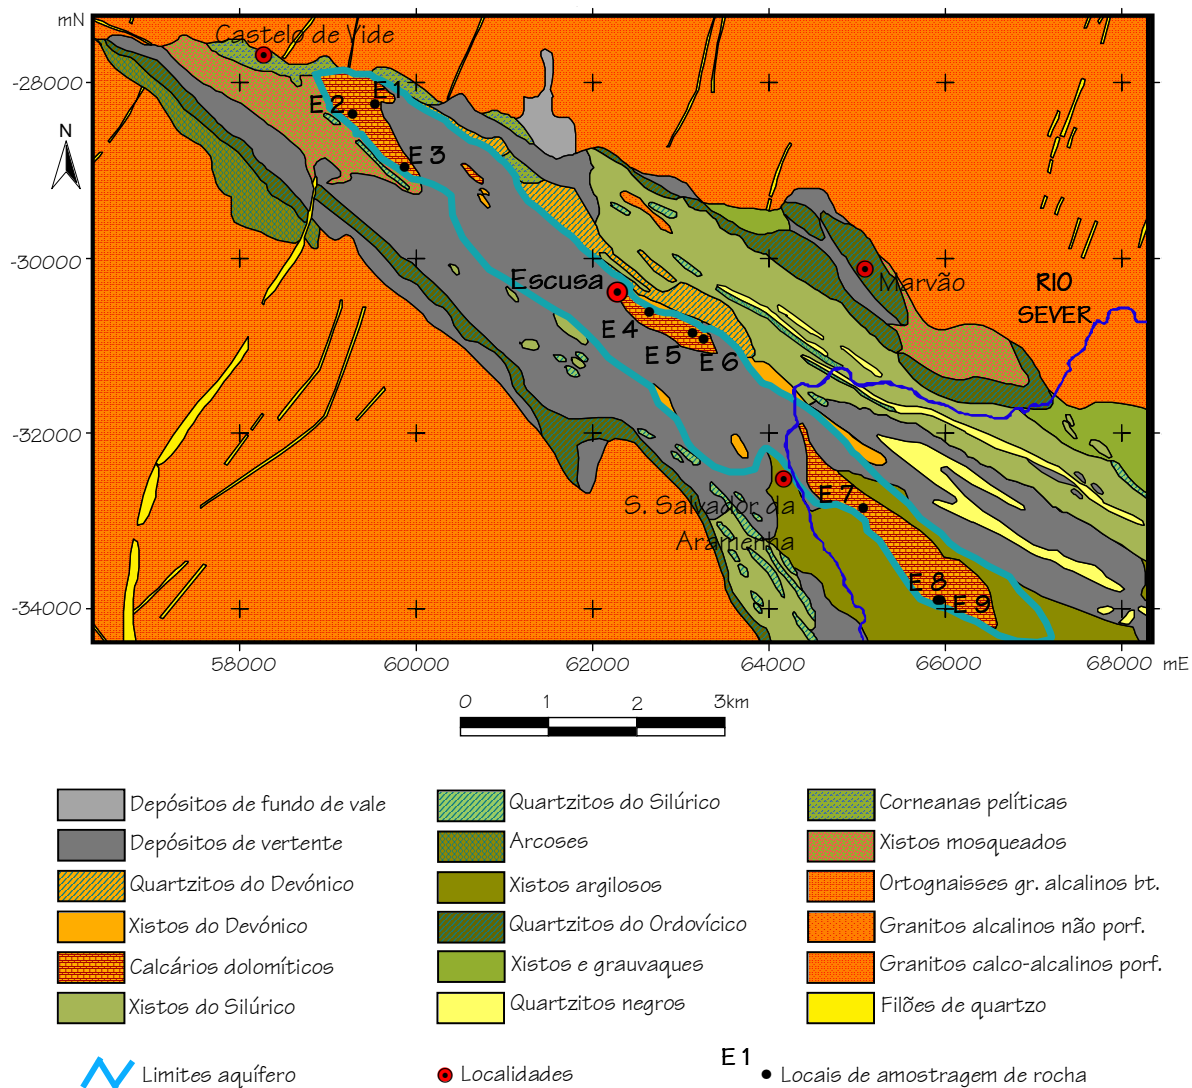 mN
Castelo de Vide
-28000
E 1
E 2
N
E 3
-30000
Escusa
Marvão
RIO
SEVER
E 4
E 5
E 6
-32000
E 7
S. Salvador da
Aramenha
E 8
-34000
E 9
58000
60000
62000
64000
66000
68000
mE
0
1
2
3km
Depósitos de fundo de vale
Depósitos de vertente
Quartzitos do Devónico
Xistos do Devónico
Calcários dolomíticos
Xistos do Silúrico
Quartzitos do Silúrico
Arcoses
Xistos argilosos
Quartzitos do Ordovícico
Xistos e grauvaques
Quartzitos negros
Corneanas pelíticas
Xistos mosqueados
Ortognaisses gr. alcalinos bt.
Granitos alcalinos não porf.
Granitos calco-alcalinos porf.
Filões de quartzo
Limites aquífero
Localidades
E 1
Locais de amostragem de rocha